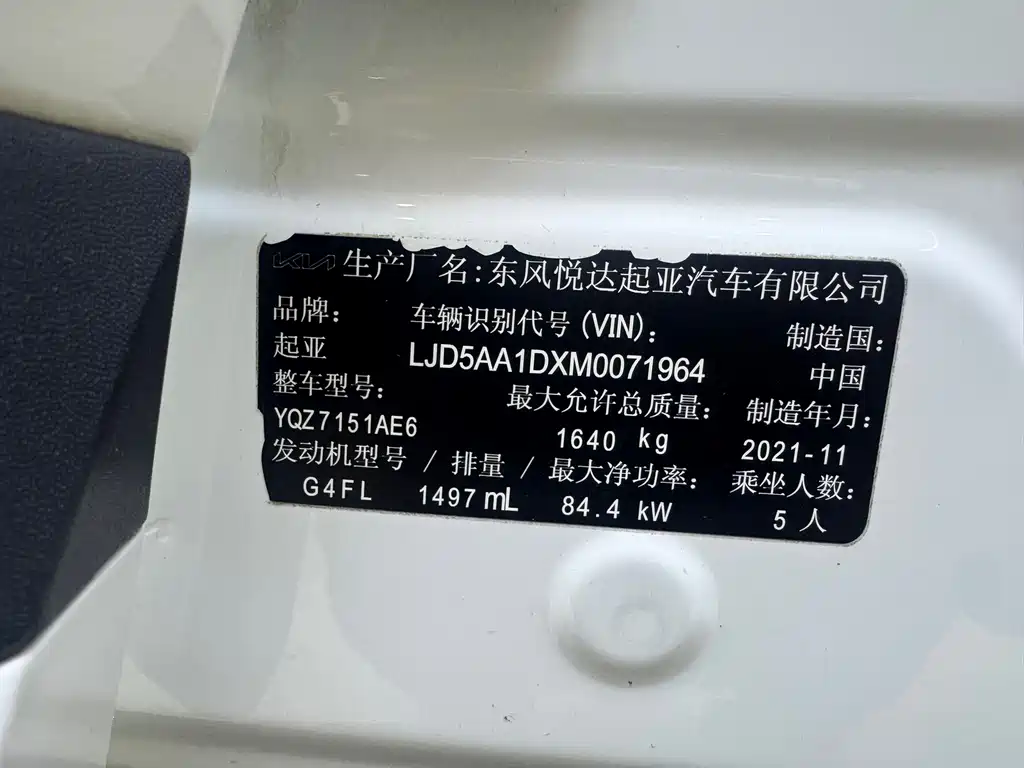 KIA 生产厂名:东风悦达起亚汽车有限公司
品牌: 车辆识别代号(VIN): 制造国:
起亚 LJD5AA1DXM0071964 中国
整车型号: 最大允许总质量: 制造年月:
YQZ7151AE6 1640 kg 2021-11
发动机型号 / 排量 / 最大净功率: 乘坐人数:
G4FL 1497 mL 84.4 kW 5 人